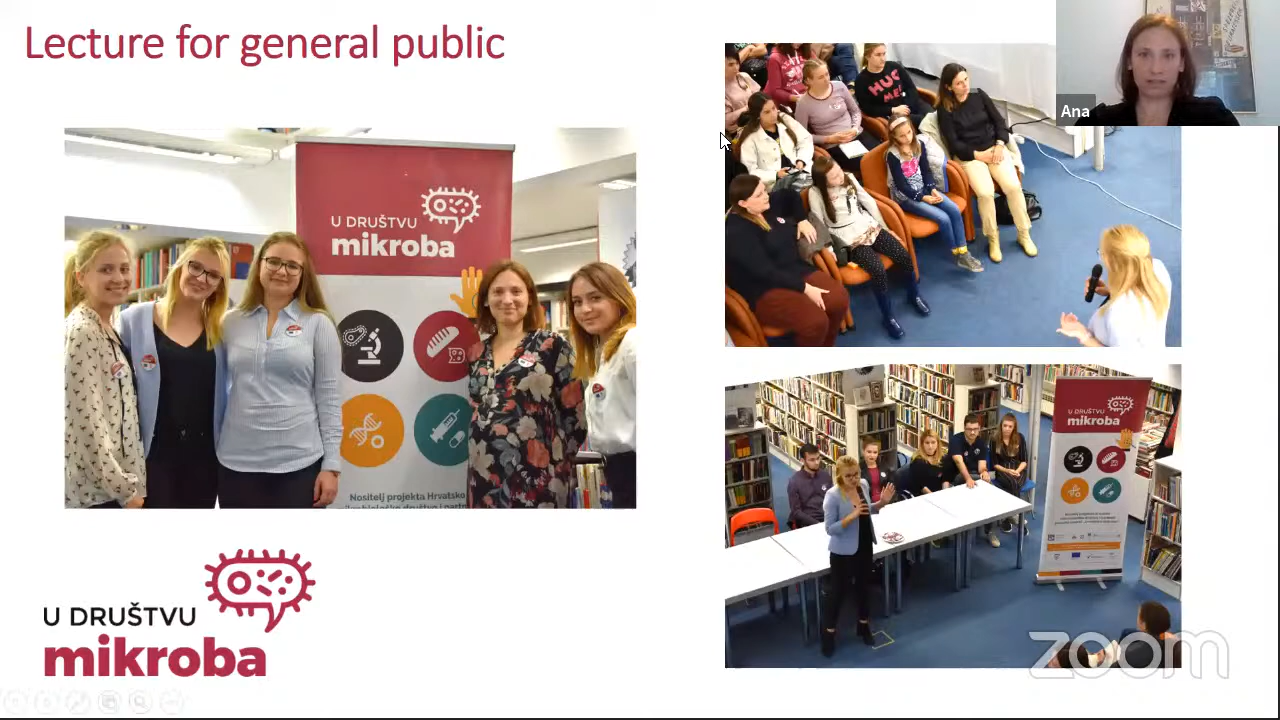 Lecture for general public
Ana
U DRUŠTVU
mikroba
Nositelj projekta Hrvatsko
HUG
ME!
U DRUŠTVU
mikroba
U DRUŠTVU
mikroba
zoom